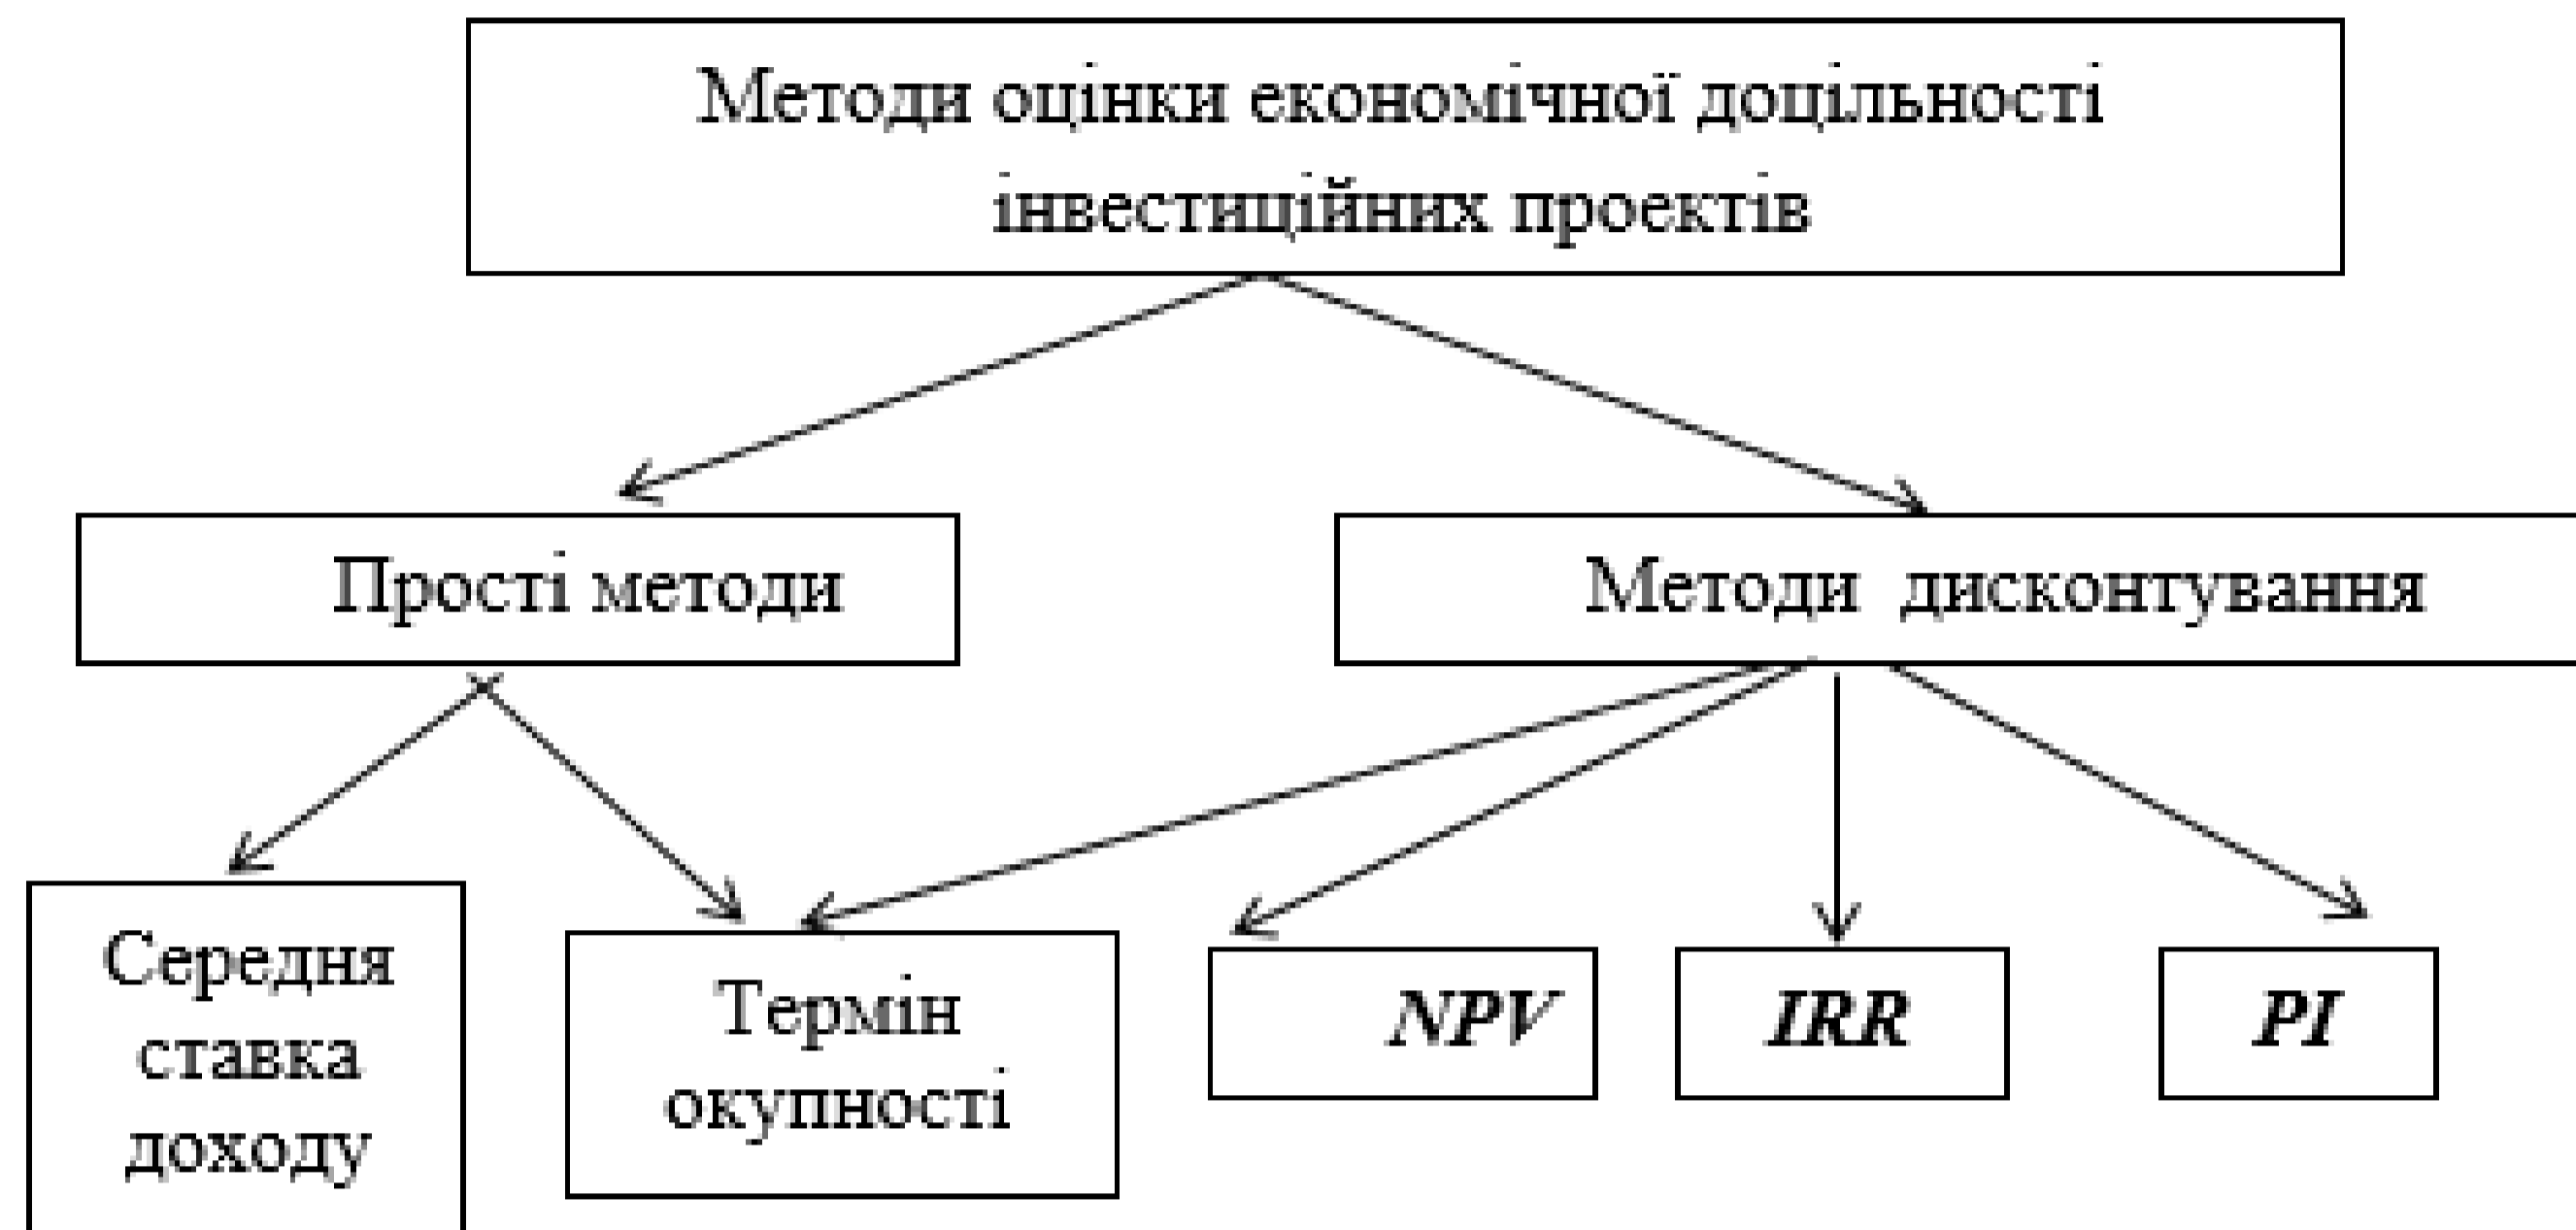 Методи оцінки економічної доцільності
інвестиційних проектів
Прості методи
Методи дисконтування
Середня
ставка
доходу
Термін
окупності
NPV
IRR
PI